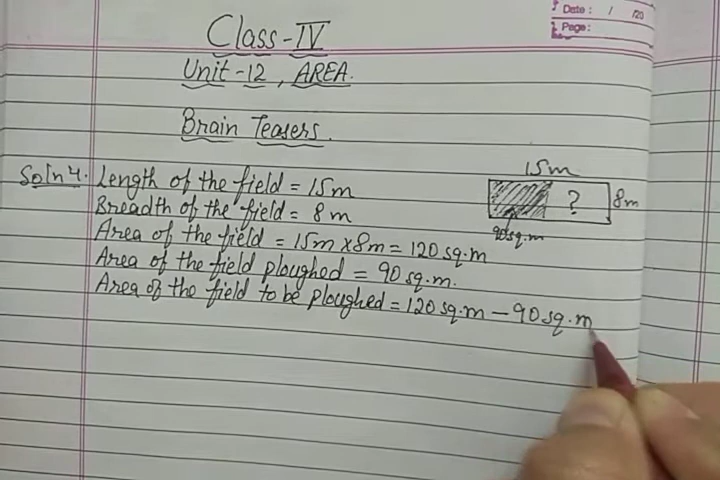 Date: / /20
Page:
Class-IV
Unit-12, AREA.
Brain Teasers.
Soln 4. Length of the field = 15m
Breadth of the field = 8m
Area of the field = 15m x 8m = 120 sq.m
Area of the field ploughed = 90 sq.m.
Area of the field to be ploughed = 120 sq.m - 90 sq.m
15m
?
8m
90sq.m